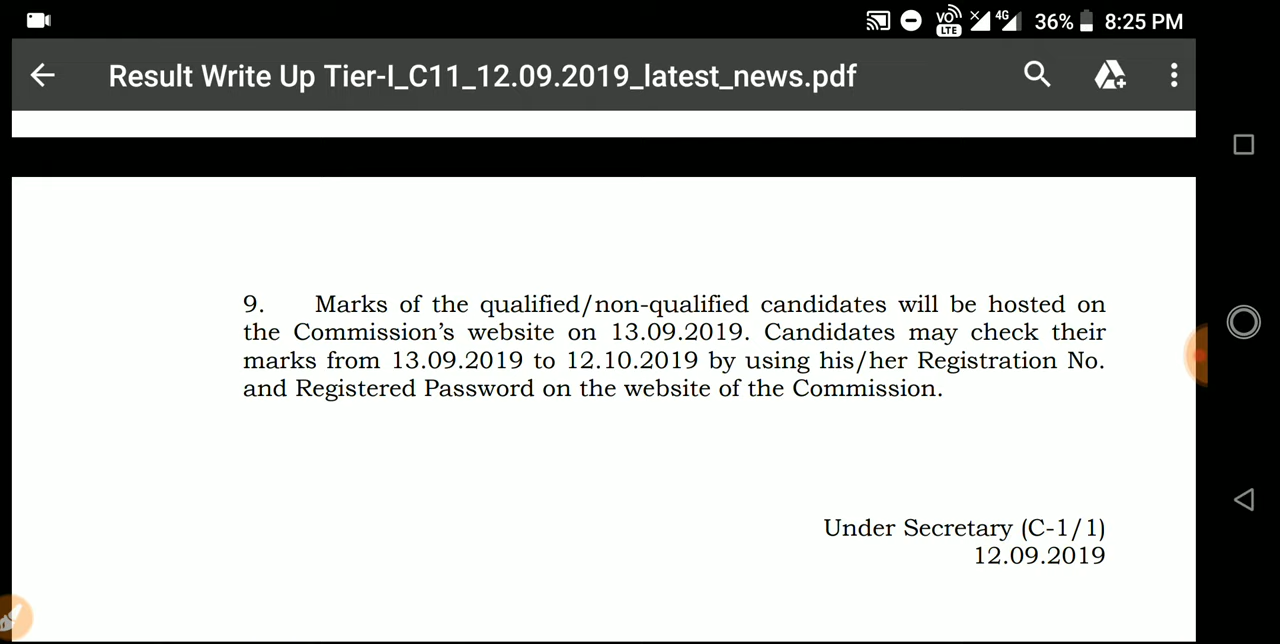 VO 4G 36% 8:25 PM
LTE
Result Write Up Tier-I_C11_12.09.2019_latest_news.pdf
9. Marks of the qualified/non-qualified candidates will be hosted on
the Commission’s website on 13.09.2019. Candidates may check their
marks from 13.09.2019 to 12.10.2019 by using his/her Registration No.
and Registered Password on the website of the Commission.
Under Secretary (C-1/1)
12.09.2019